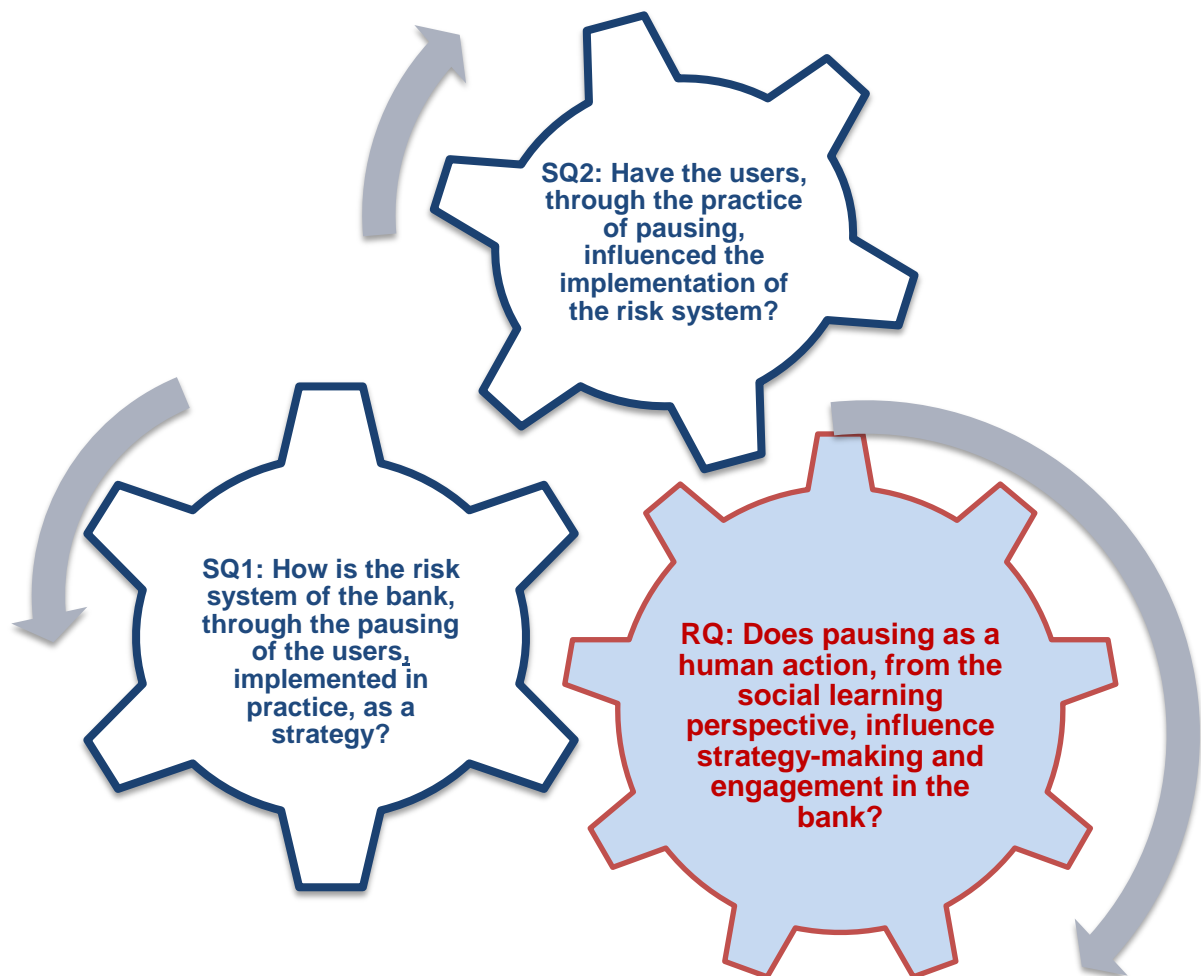 SQ2: Have the users,
through the practice
of pausing,
influenced the
implementation of
the risk system?
SQ1: How is the risk
system of the bank,
through the pausing
of the users,
implemented in
practice, as a
strategy?
RQ: Does pausing as a
human action, from the
social learning
perspective, influence
strategy-making and
engagement in the
bank?